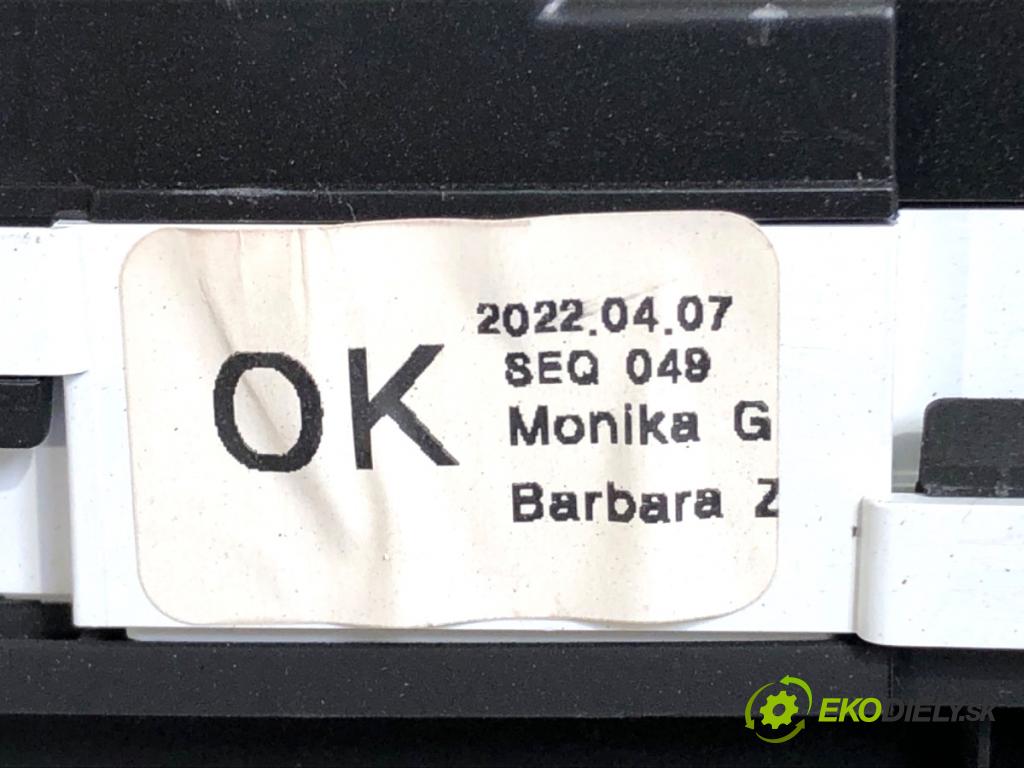 OK
2022.04.07
SEQ 049
Monika G
Barbara Z
EKODIELY.SK